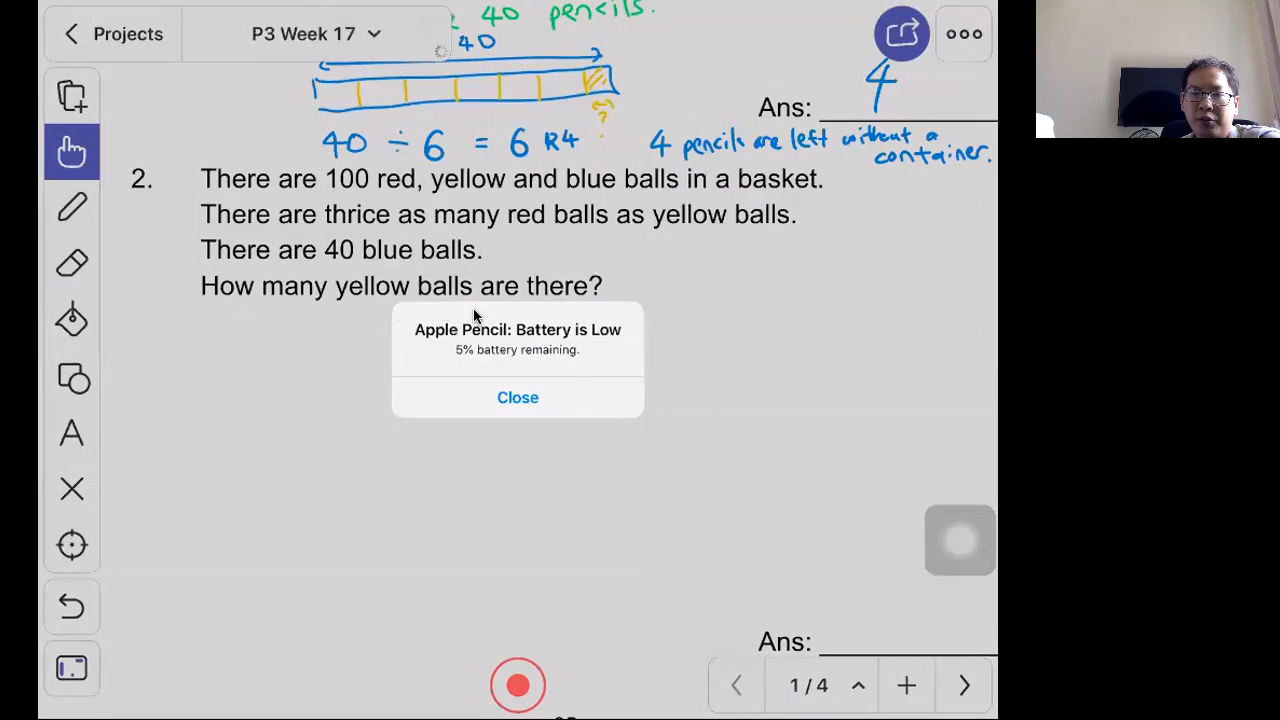 40 pencils.
Projects
P3 Week 17
40
4
Ans:
?
40 ÷ 6 = 6 R4
4 pencils are left without a container.
2. There are 100 red, yellow and blue balls in a basket.
There are thrice as many red balls as yellow balls.
There are 40 blue balls.
How many yellow balls are there?
Apple Pencil: Battery is Low
5% battery remaining.
Close
A
Ans:
1 / 4